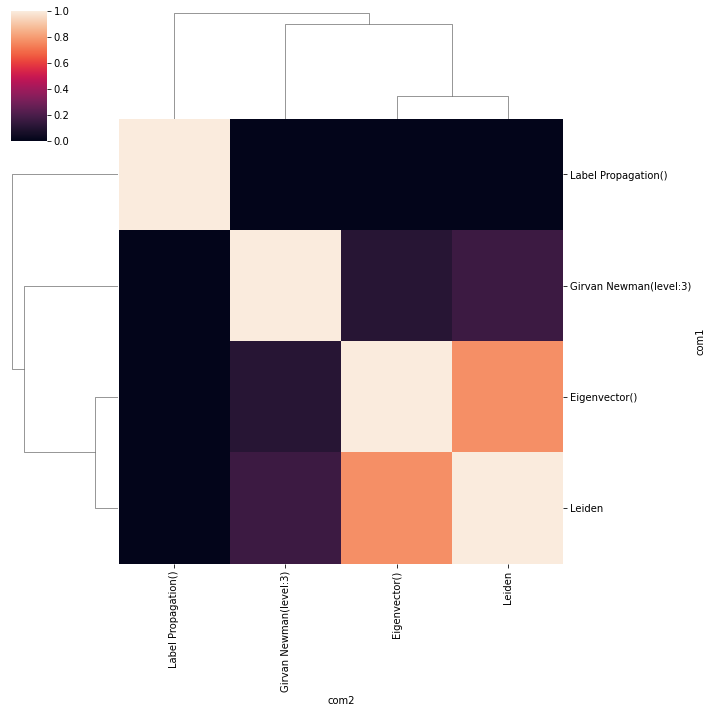 1.0
0.8
0.6
0.4
0.2
0.0
Label Propagation()
Girvan Newman(level:3)
Eigenvector()
Leiden
com1
Label Propagation()
Girvan Newman(level:3)
Eigenvector()
Leiden
com2